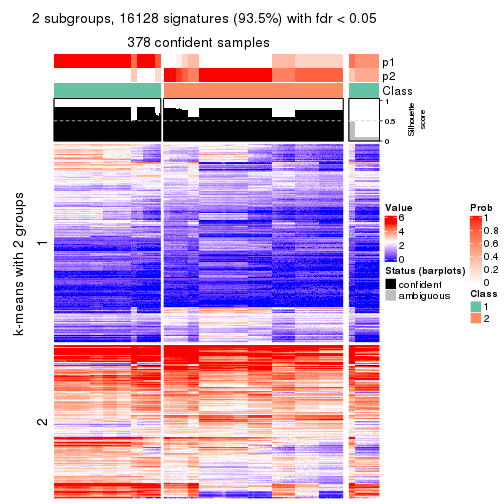 2 subgroups, 16128 signatures (93.5%) with fdr < 0.05
378 confident samples
p1
p2
Class
1
0.5
0
Silhouette
score
k-means with 2 groups
1
2
Value
6
4
2
0
Status (barplots)
confident
ambiguous
Prob
1
0.8
0.6
0.4
0.2
0
Class
1
2